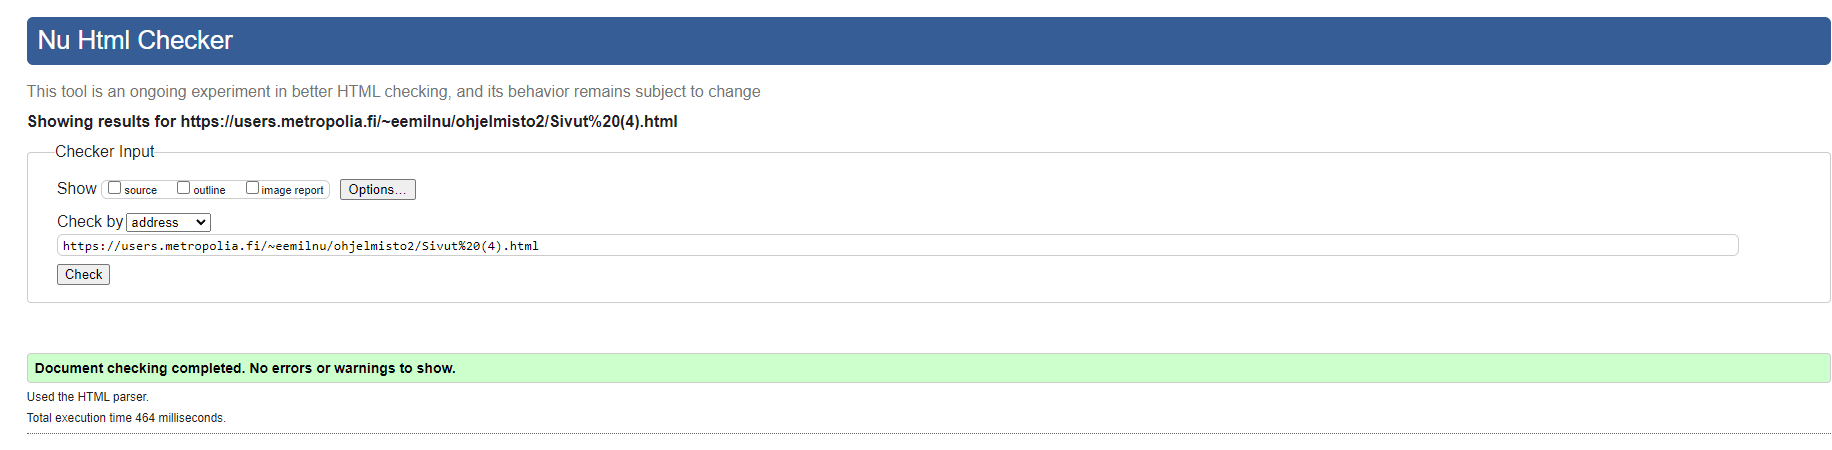 Nu Html Checker
This tool is an ongoing experiment in better HTML checking, and its behavior remains subject to change
Showing results for https://users.metropolia.fi/~eemilnu/ohjelmisto2/Sivut%20(4).html
Checker Input
Show source outline image report Options...
Check by address
https://users.metropolia.fi/~eemilnu/ohjelmisto2/Sivut%20(4).html
Check
Document checking completed. No errors or warnings to show.
Used the HTML parser.
Total execution time 464 milliseconds.